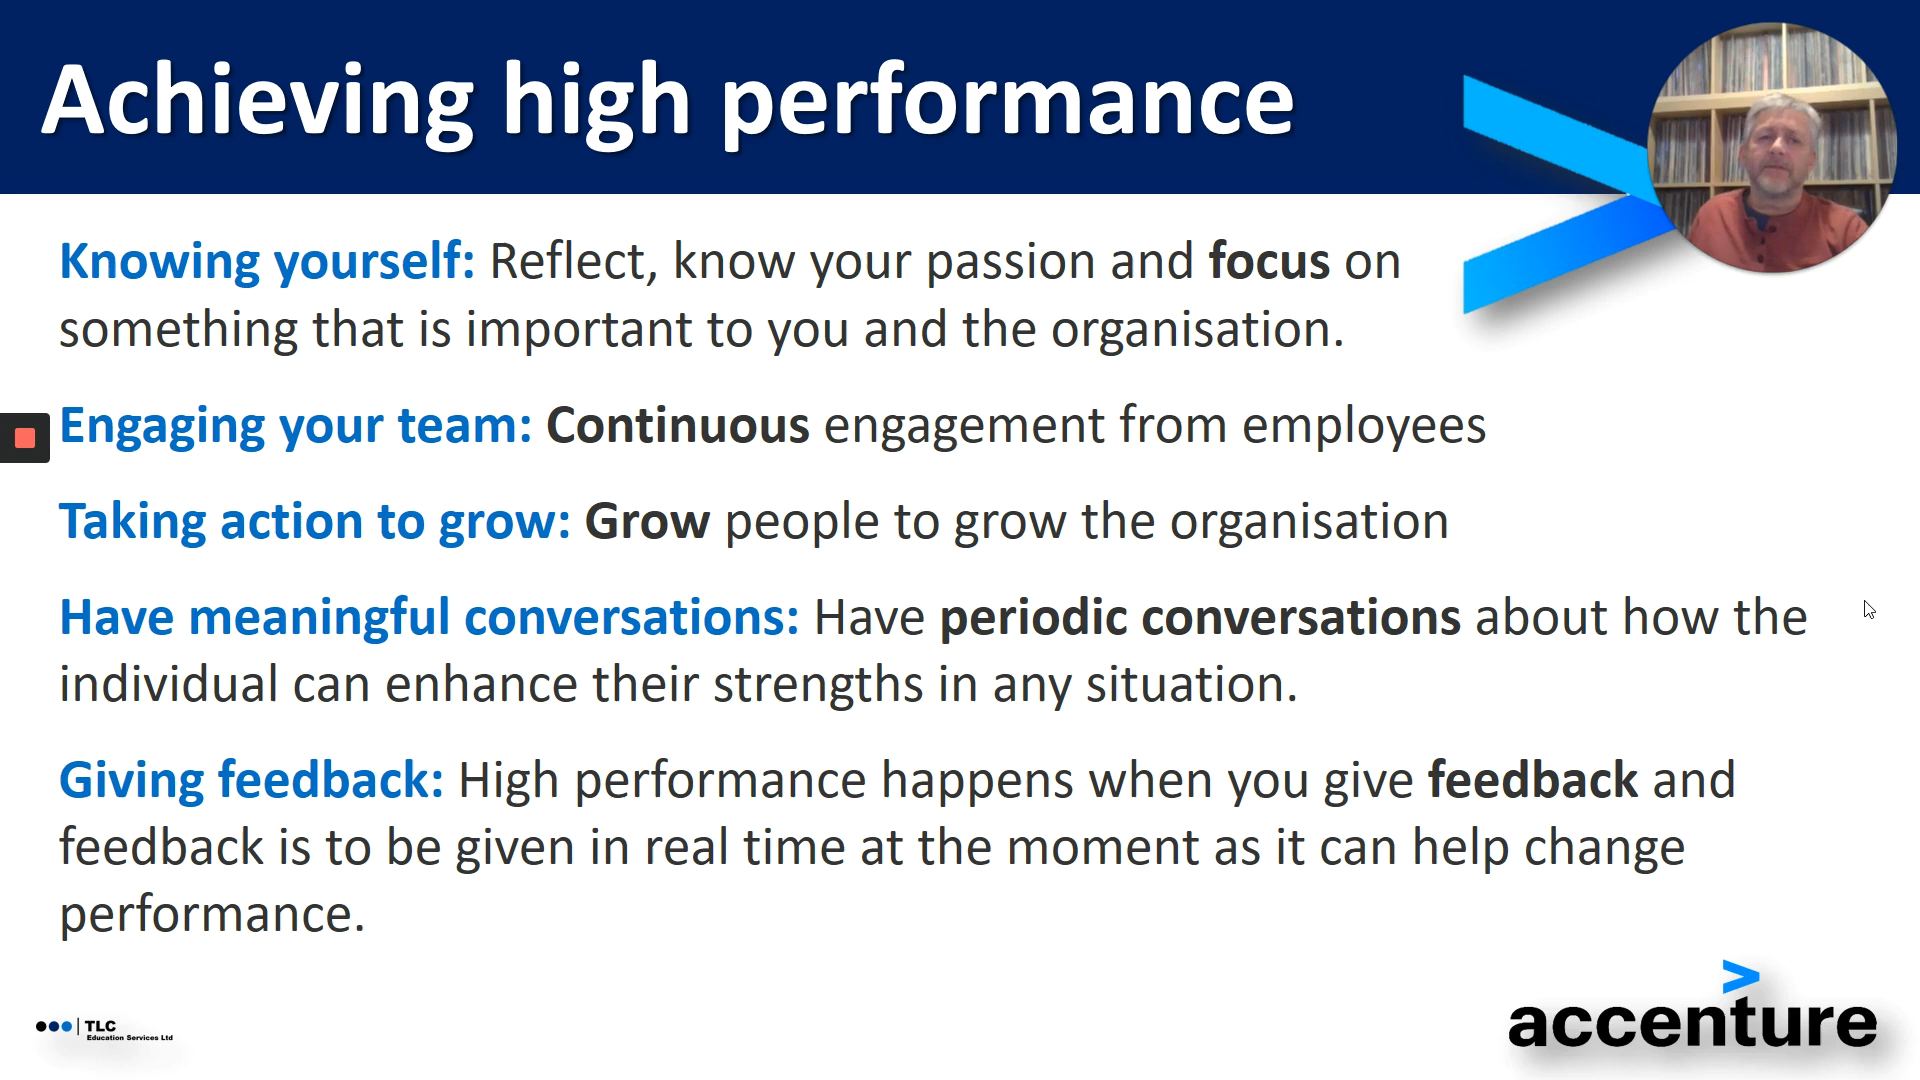 Achieving high performance
Knowing yourself: Reflect, know your passion and focus on
something that is important to you and the organisation.
Engaging your team: Continuous engagement from employees
Taking action to grow: Grow people to grow the organisation
Have meaningful conversations: Have periodic conversations about how the
individual can enhance their strengths in any situation.
Giving feedback: High performance happens when you give feedback and
feedback is to be given in real time at the moment as it can help change
performance.
TLC
Education Services Ltd
accenture